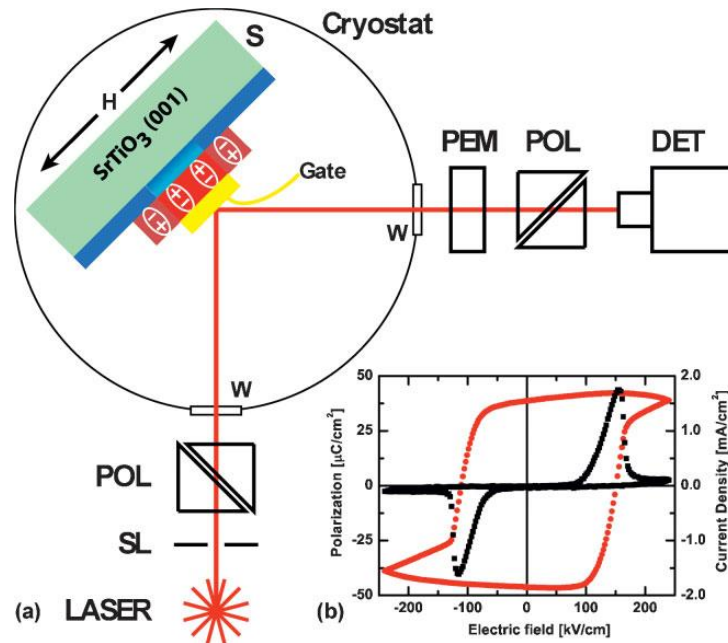 Cryostat
S
H
SrTiO₃ (001)
+ -
+ -
+ -
+ -
Gate
W
PEM POL DET
W
POL
SL
LASER
(a)
(b)
50
25
0
-25
-50
Polarization [µC/cm²]
2.0
1.0
0.0
-1.0
-2.0
Current Density [mA/cm²]
-200 -100 0 100 200
Electric field [kV/cm]